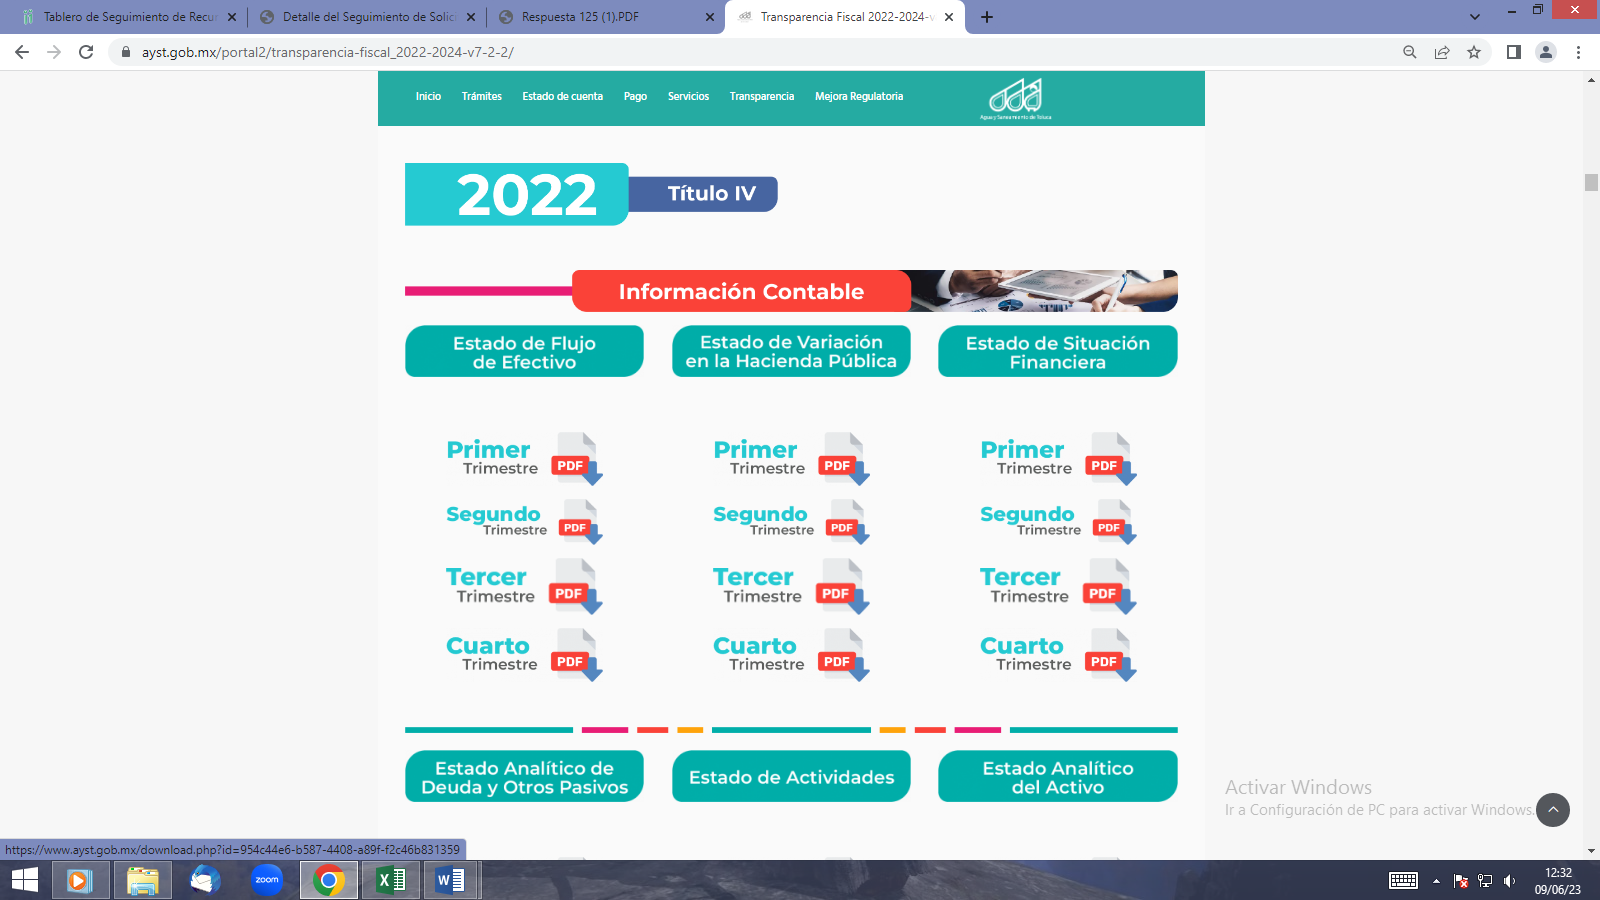 Tablero de Seguimiento de Recu
Detalle del Seguimiento de Solici
Respuesta 125 (1).PDF
Transparencia Fiscal 2022-2024-v
ayst.gob.mx/portal2/transparencia-fiscal_2022-2024-v7-2-2/
Inicio Trámites Estado de cuenta Pago Servicios Transparencia Mejora Regulatoria
Agua y Saneamiento de Toluca
2022 Título IV
Información Contable
Estado de Flujo
de Efectivo
Estado de Variación
en la Hacienda Pública
Estado de Situación
Financiera
Primer
Trimestre
PDF
Primer
Trimestre
PDF
Primer
Trimestre
PDF
Segundo
Trimestre
PDF
Segundo
Trimestre
PDF
Segundo
Trimestre
PDF
Tercer
Trimestre
PDF
Tercer
Trimestre
PDF
Tercer
Trimestre
PDF
Cuarto
Trimestre
PDF
Cuarto
Trimestre
PDF
Cuarto
Trimestre
PDF
Estado Analítico de
Deuda y Otros Pasivos
Estado de Actividades
Estado Analítico
del Activo
Activar Windows
Ir a Configuración de PC para activar Windows.
https://www.ayst.gob.mx/download.php?id=954c44e6-b587-4408-a89f-f2c46b831359
zoom
12:32
09/06/23